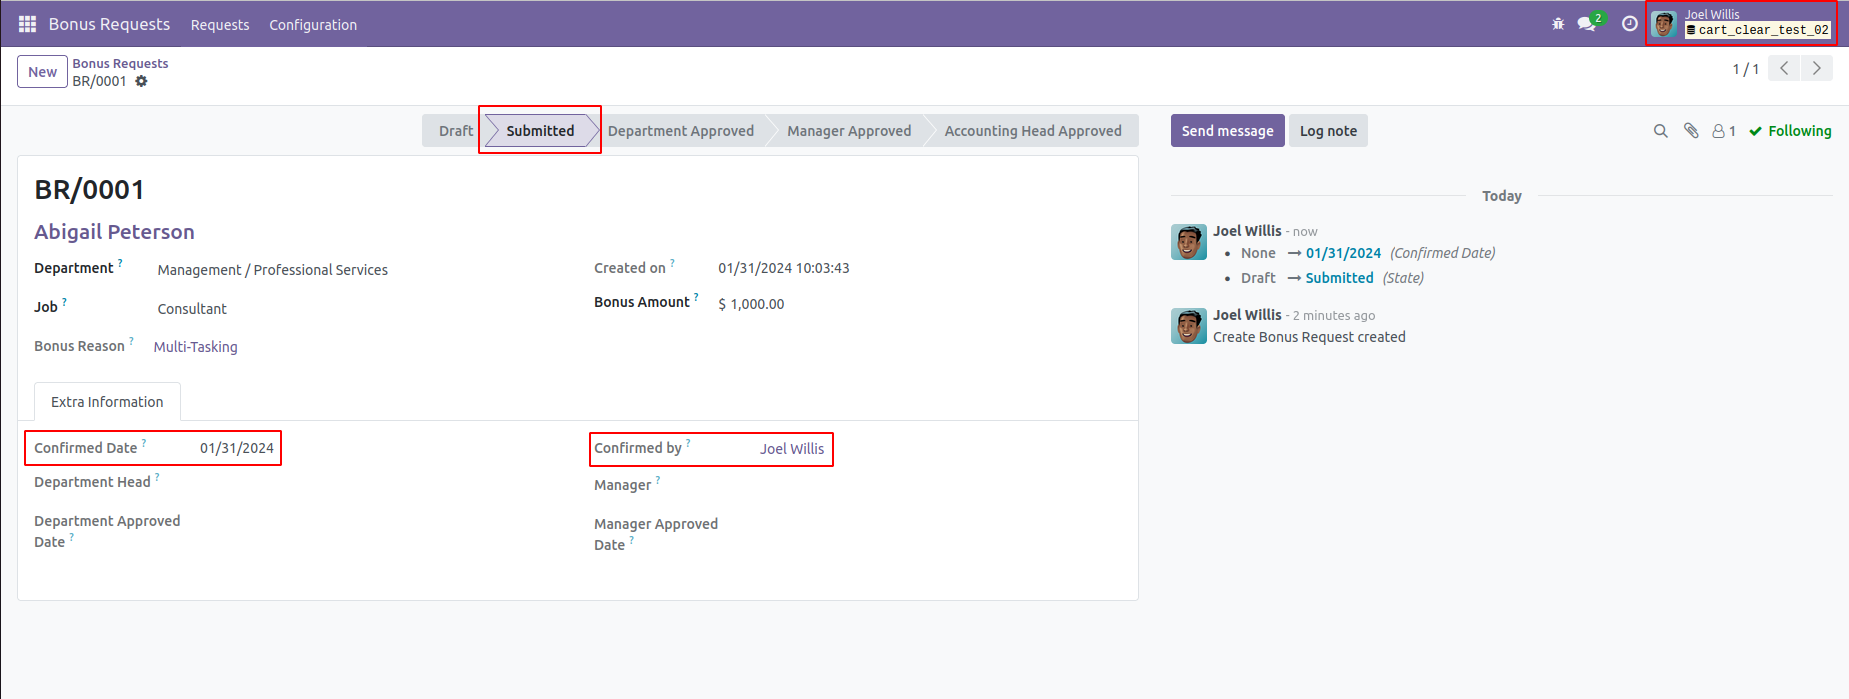 Bonus Requests Requests Configuration 2 Joel Willis
cart_clear_test_02
New Bonus Requests
BR/0001 1 / 1
Draft Submitted Department Approved Manager Approved Accounting Head Approved Send message Log note 1 Following
BR/0001
Abigail Peterson
Department ? Management / Professional Services
Job ? Consultant
Bonus Reason ? Multi-Tasking
Created on ? 01/31/2024 10:03:43
Bonus Amount ? $ 1,000.00
Extra Information
Confirmed Date ? 01/31/2024
Department Head ?
Department Approved
Date ?
Confirmed by ? Joel Willis
Manager ?
Manager Approved
Date ?
Today
Joel Willis - now
• None → 01/31/2024 (Confirmed Date)
• Draft → Submitted (State)
Joel Willis - 2 minutes ago
Create Bonus Request created